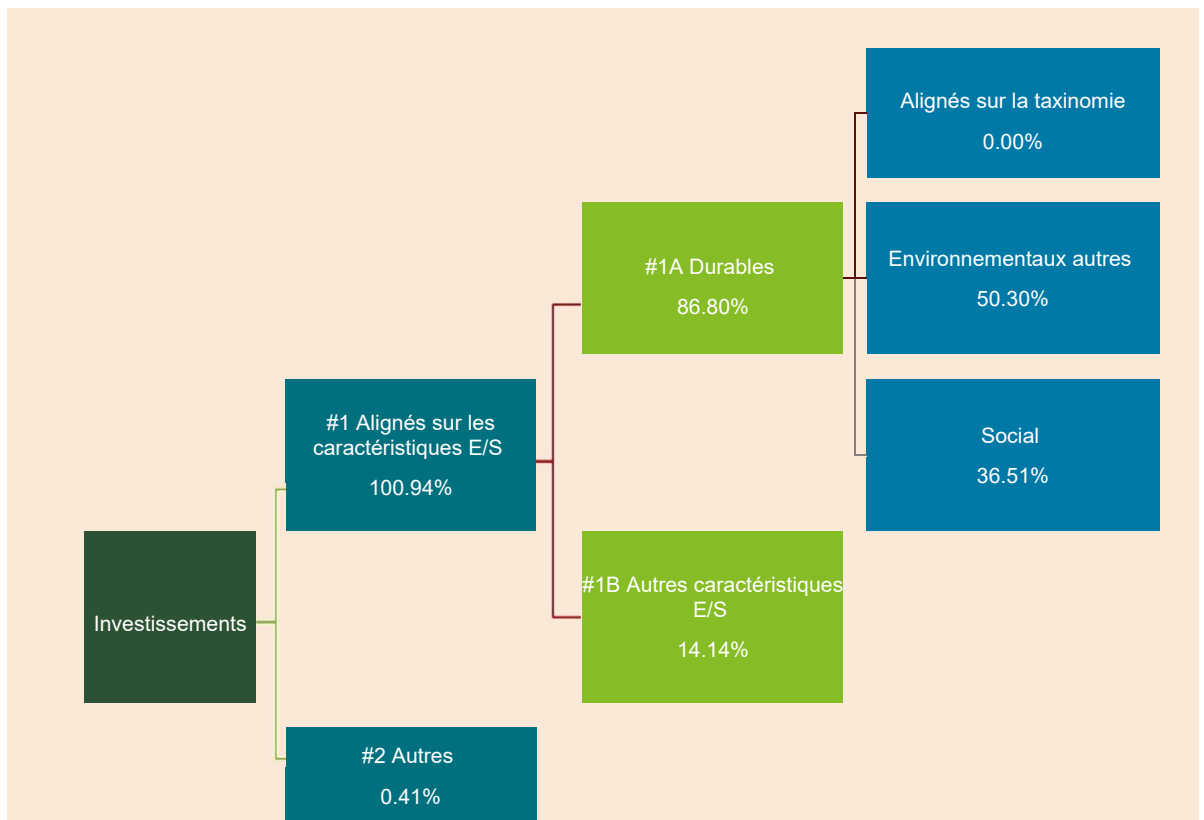 Alignés sur la taxinomie
0.00%
#1A Durables
86.80%
Environnementaux autres
50.30%
#1 Alignés sur les
caractéristiques E/S
100.94%
Social
36.51%
Investissements
#1B Autres caractéristiques
E/S
14.14%
#2 Autres
0.41%